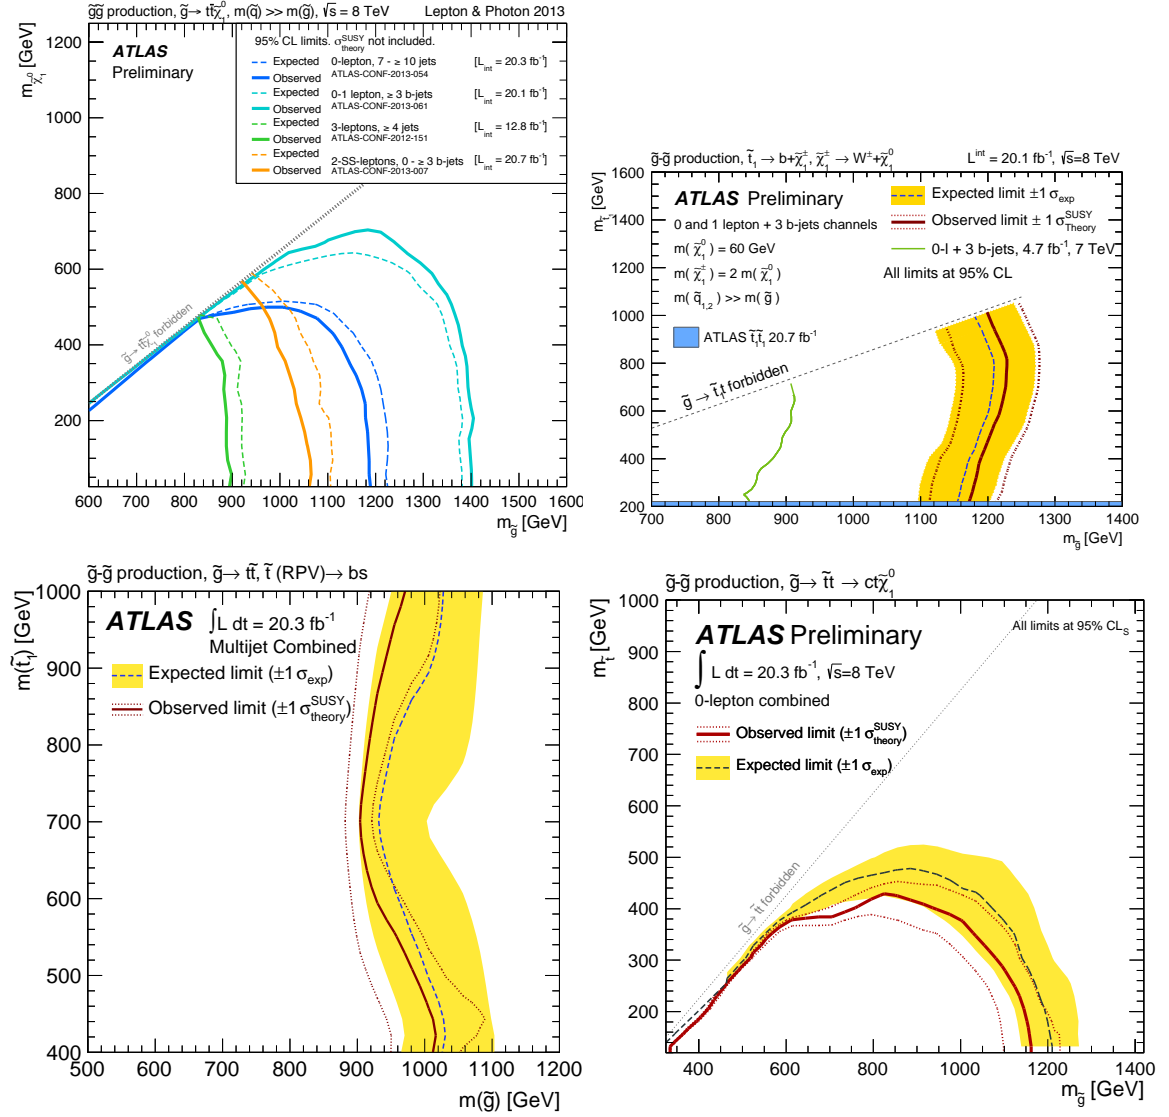 g̃g̃ production, g̃→ tt̄χ̃₁⁰, m(q̃) >> m(g̃), √s = 8 TeV Lepton & Photon 2013
ATLAS
Preliminary
95% CL limits. σ^SUSY_theory not included.
Expected 0-lepton, 7 - ≥ 10 jets [L_int = 20.3 fb⁻¹]
Observed ATLAS-CONF-2013-054
Expected 0-1 lepton, ≥ 3 b-jets [L_int = 20.1 fb⁻¹]
Observed ATLAS-CONF-2013-061
Expected 3-leptons, ≥ 4 jets [L_int = 12.8 fb⁻¹]
Observed ATLAS-CONF-2012-151
Expected 2-SS-leptons, 0 - ≥ 3 b-jets [L_int = 20.7 fb⁻¹]
Observed ATLAS-CONF-2013-007
m_χ̃₁⁰ [GeV]
1200
1000
800
600
400
200
g̃→ tt̄χ̃₁⁰ forbidden
600 700 800 900 1000 1100 1200 1300 1400 1500 1600
m_g̃ [GeV]
g̃-g̃ production, t̃₁→ b+χ̃₁±, χ̃₁±→ W±+χ̃₁⁰ L^int = 20.1 fb⁻¹, √s=8 TeV
ATLAS Preliminary
0 and 1 lepton + 3 b-jets channels
m( χ̃₁⁰ ) = 60 GeV
m( χ̃₁± ) = 2 m( χ̃₁⁰ )
m( q̃₁,₂ ) >> m( g̃ )
ATLAS t̃₁t̃₁, 20.7 fb⁻¹
Expected limit ±1 σ_exp
Observed limit ± 1 σ^SUSY_Theory
0-l + 3 b-jets, 4.7 fb⁻¹, 7 TeV
All limits at 95% CL
[GeV]
1600
1400
1200
1000
800
600
400
200
g̃→ t̃₁t forbidden
700 800 900 1000 1100 1200 1300 1400
m_g̃ [GeV]
g̃-g̃ production, g̃→ tt̃, t̃ (RPV)→ bs
ATLAS ∫L dt = 20.3 fb⁻¹
Multijet Combined
Expected limit (±1 σ_exp)
Observed limit (±1 σ^SUSY_theory)
m(t̃₁) [GeV]
1000
900
800
700
600
500
400
500 600 700 800 900 1000 1100 1200
m(g̃) [GeV]
g̃-g̃ production, g̃→ t̃t → ctχ̃₁⁰
ATLAS Preliminary
All limits at 95% CL_S
∫ L dt = 20.3 fb⁻¹, √s=8 TeV
0-lepton combined
Observed limit (±1 σ^SUSY_theory)
Expected limit (±1 σ_exp)
m_t̃ [GeV]
1000
900
800
700
600
500
400
300
200
g̃→ t̃t forbidden
400 600 800 1000 1200 1400
m_g̃ [GeV]